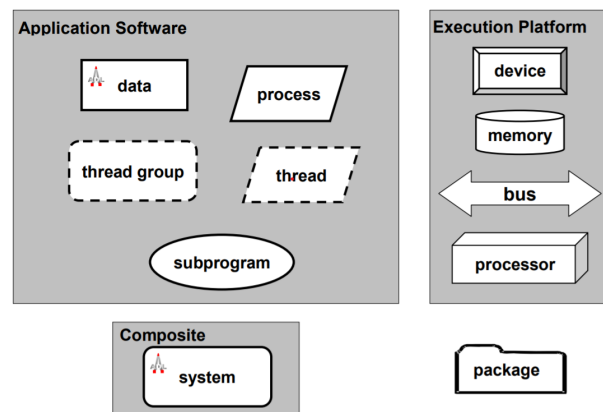 Application Software
data
process
thread group
thread
subprogram
Execution Platform
device
memory
bus
processor
Composite
system
package